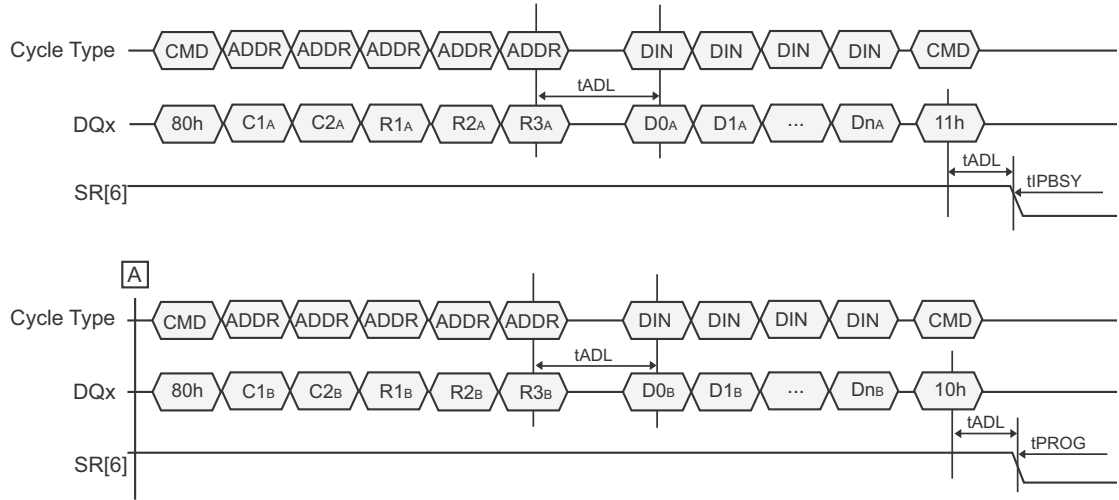 Cycle Type CMD ADDR ADDR ADDR ADDR ADDR DIN DIN DIN DIN CMD
tADL
DQx 80h C1A C2A R1A R2A R3A D0A D1A ... DnA 11h
tADL
SR[6] tIPBSY
A
Cycle Type CMD ADDR ADDR ADDR ADDR ADDR DIN DIN DIN DIN CMD
tADL
DQx 80h C1B C2B R1B R2B R3B D0B D1B ... DnB 10h
tADL
SR[6] tPROG